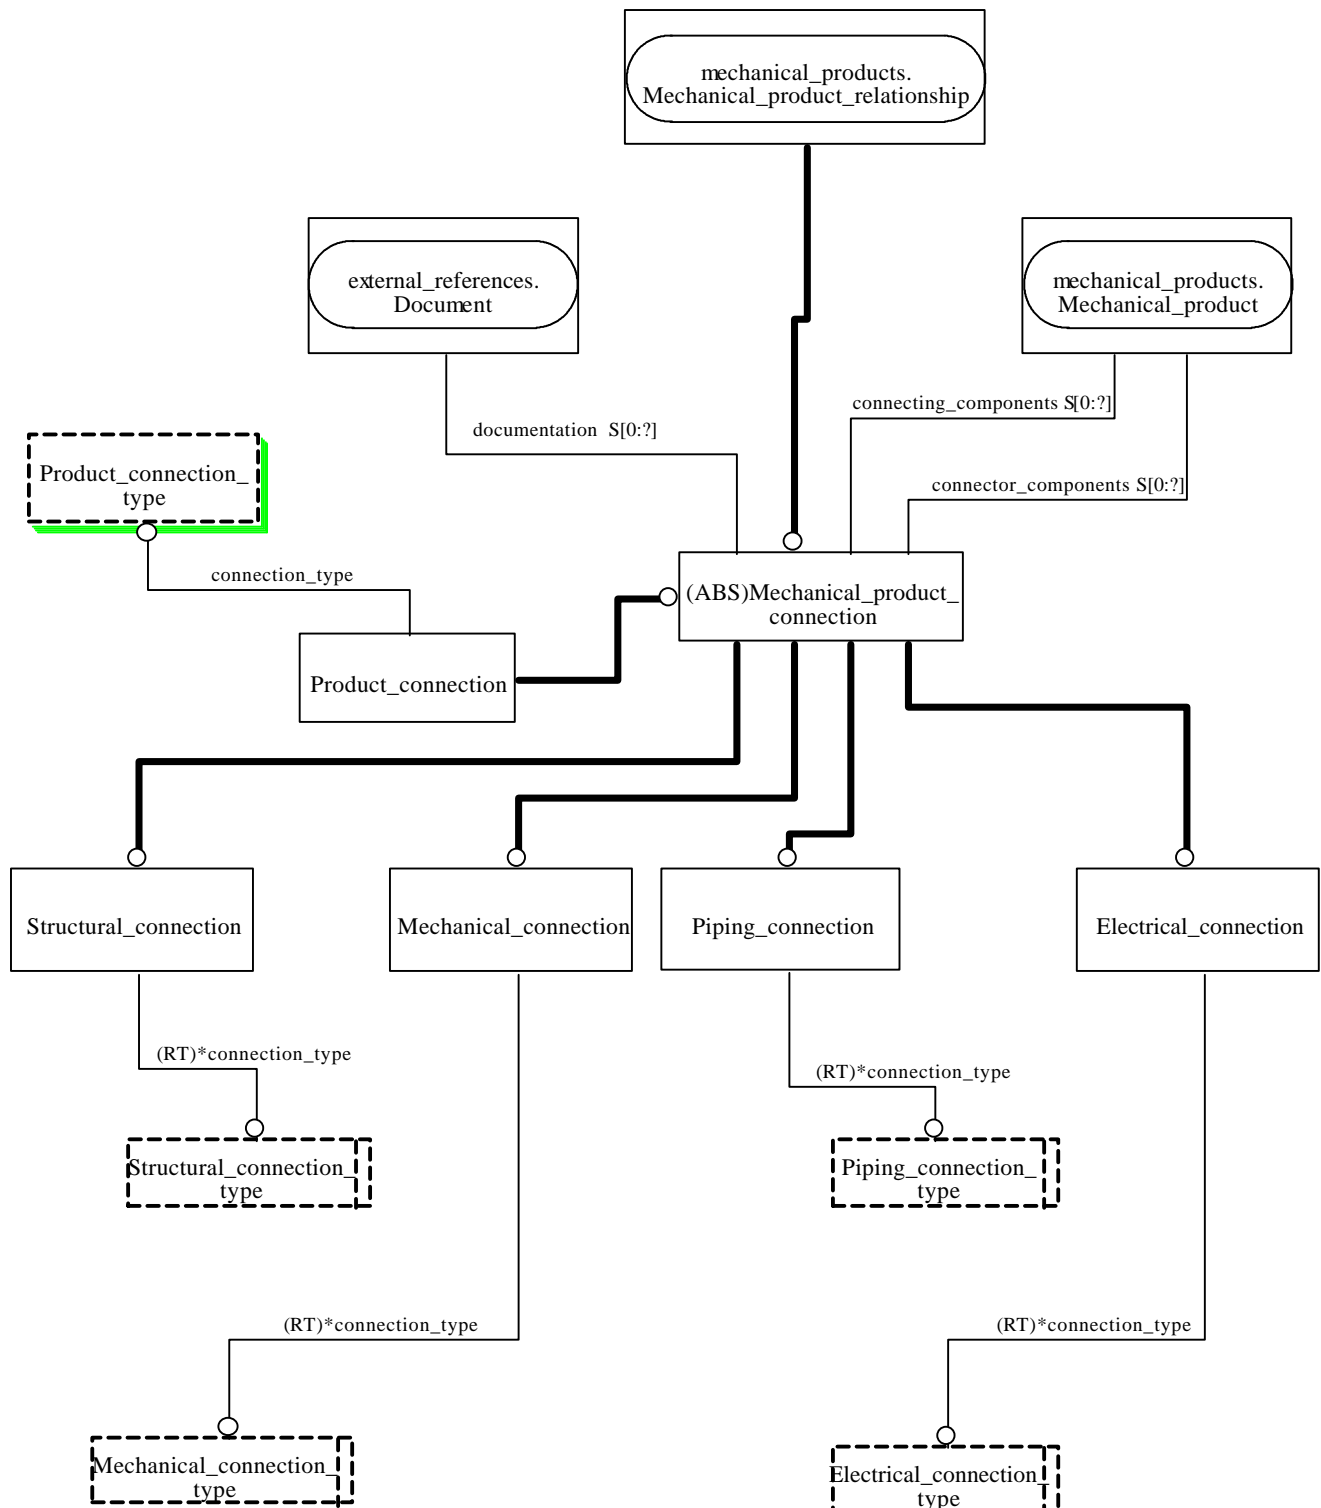 mechanical_products.
Mechanical_product_relationship
external_references.
Document
mechanical_products.
Mechanical_product
connecting_components S[0:?]
documentation S[0:?]
connector_components S[0:?]
Product_connection_
type
connection_type
(ABS)Mechanical_product_
connection
Product_connection
Structural_connection
Mechanical_connection
Piping_connection
Electrical_connection
(RT)*connection_type
(RT)*connection_type
Structural_connection_
type
Piping_connection_
type
(RT)*connection_type
(RT)*connection_type
Mechanical_connection_
type
Electrical_connection_
type